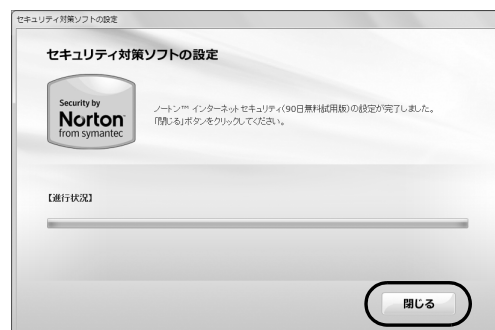 セキュリティ対策ソフトの設定
セキュリティ対策ソフトの設定
Security by
Norton
from symantec
ノートン™ インターネットセキュリティ(90日無料試用版)の設定が完了しました。
「閉じる」ボタンをクリックしてください。
【進行状況】
閉じる